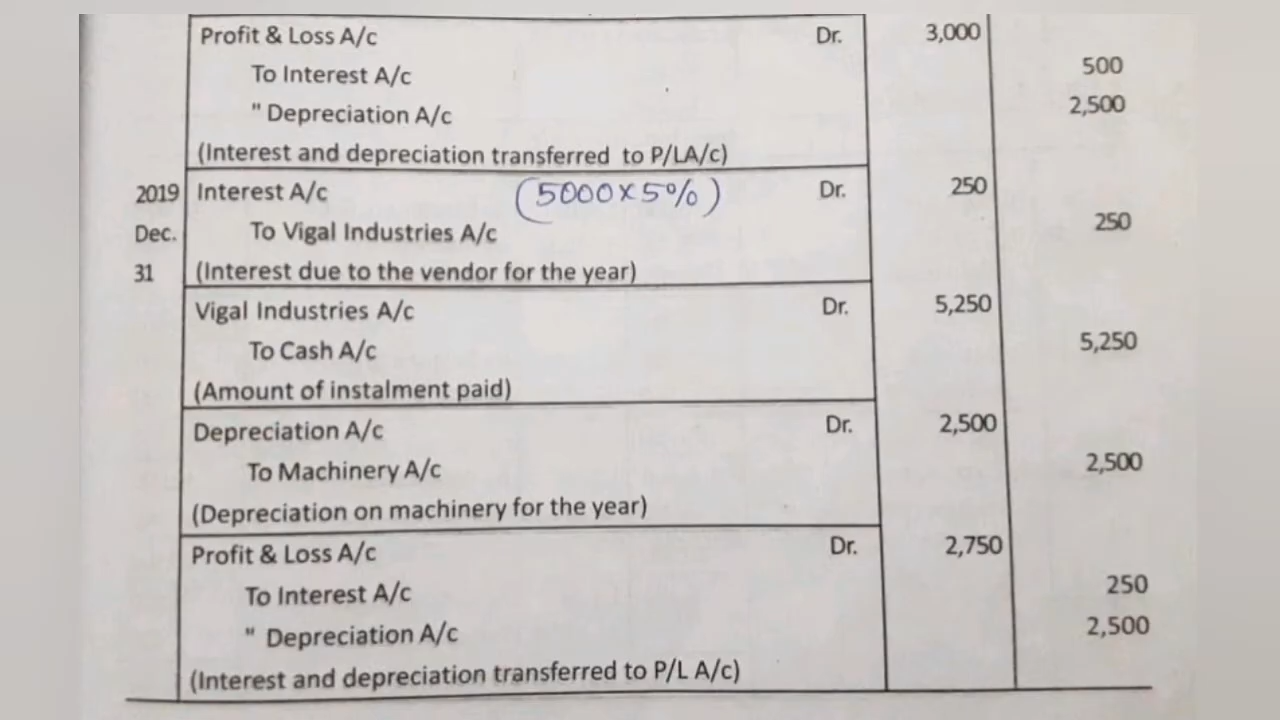 Profit & Loss A/c Dr. 3,000
To Interest A/c 500
" Depreciation A/c 2,500
(Interest and depreciation transferred to P/LA/c)
2019 Interest A/c (5000×5%) Dr. 250
Dec. To Vigal Industries A/c 250
31 (Interest due to the vendor for the year)
Vigal Industries A/c Dr. 5,250
To Cash A/c 5,250
(Amount of instalment paid)
Depreciation A/c Dr. 2,500
To Machinery A/c 2,500
(Depreciation on machinery for the year)
Profit & Loss A/c Dr. 2,750
To Interest A/c 250
" Depreciation A/c 2,500
(Interest and depreciation transferred to P/L A/c)